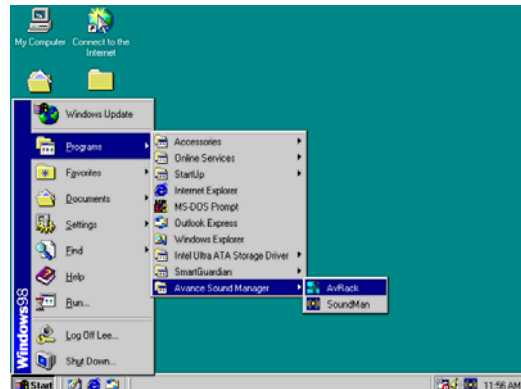 My Computer
Connect to the
Internet
Windows Update
Programs
Favorites
Documents
Settings
Find
Help
Run...
Log Off Lee...
Shut Down...
Windows98
Accessories
Online Services
StartUp
Internet Explorer
MS-DOS Prompt
Outlook Express
Windows Explorer
Intel Ultra ATA Storage Driver
SmartGuardian
Avance Sound Manager
AvRack
SoundMan
Start
11:56 AM